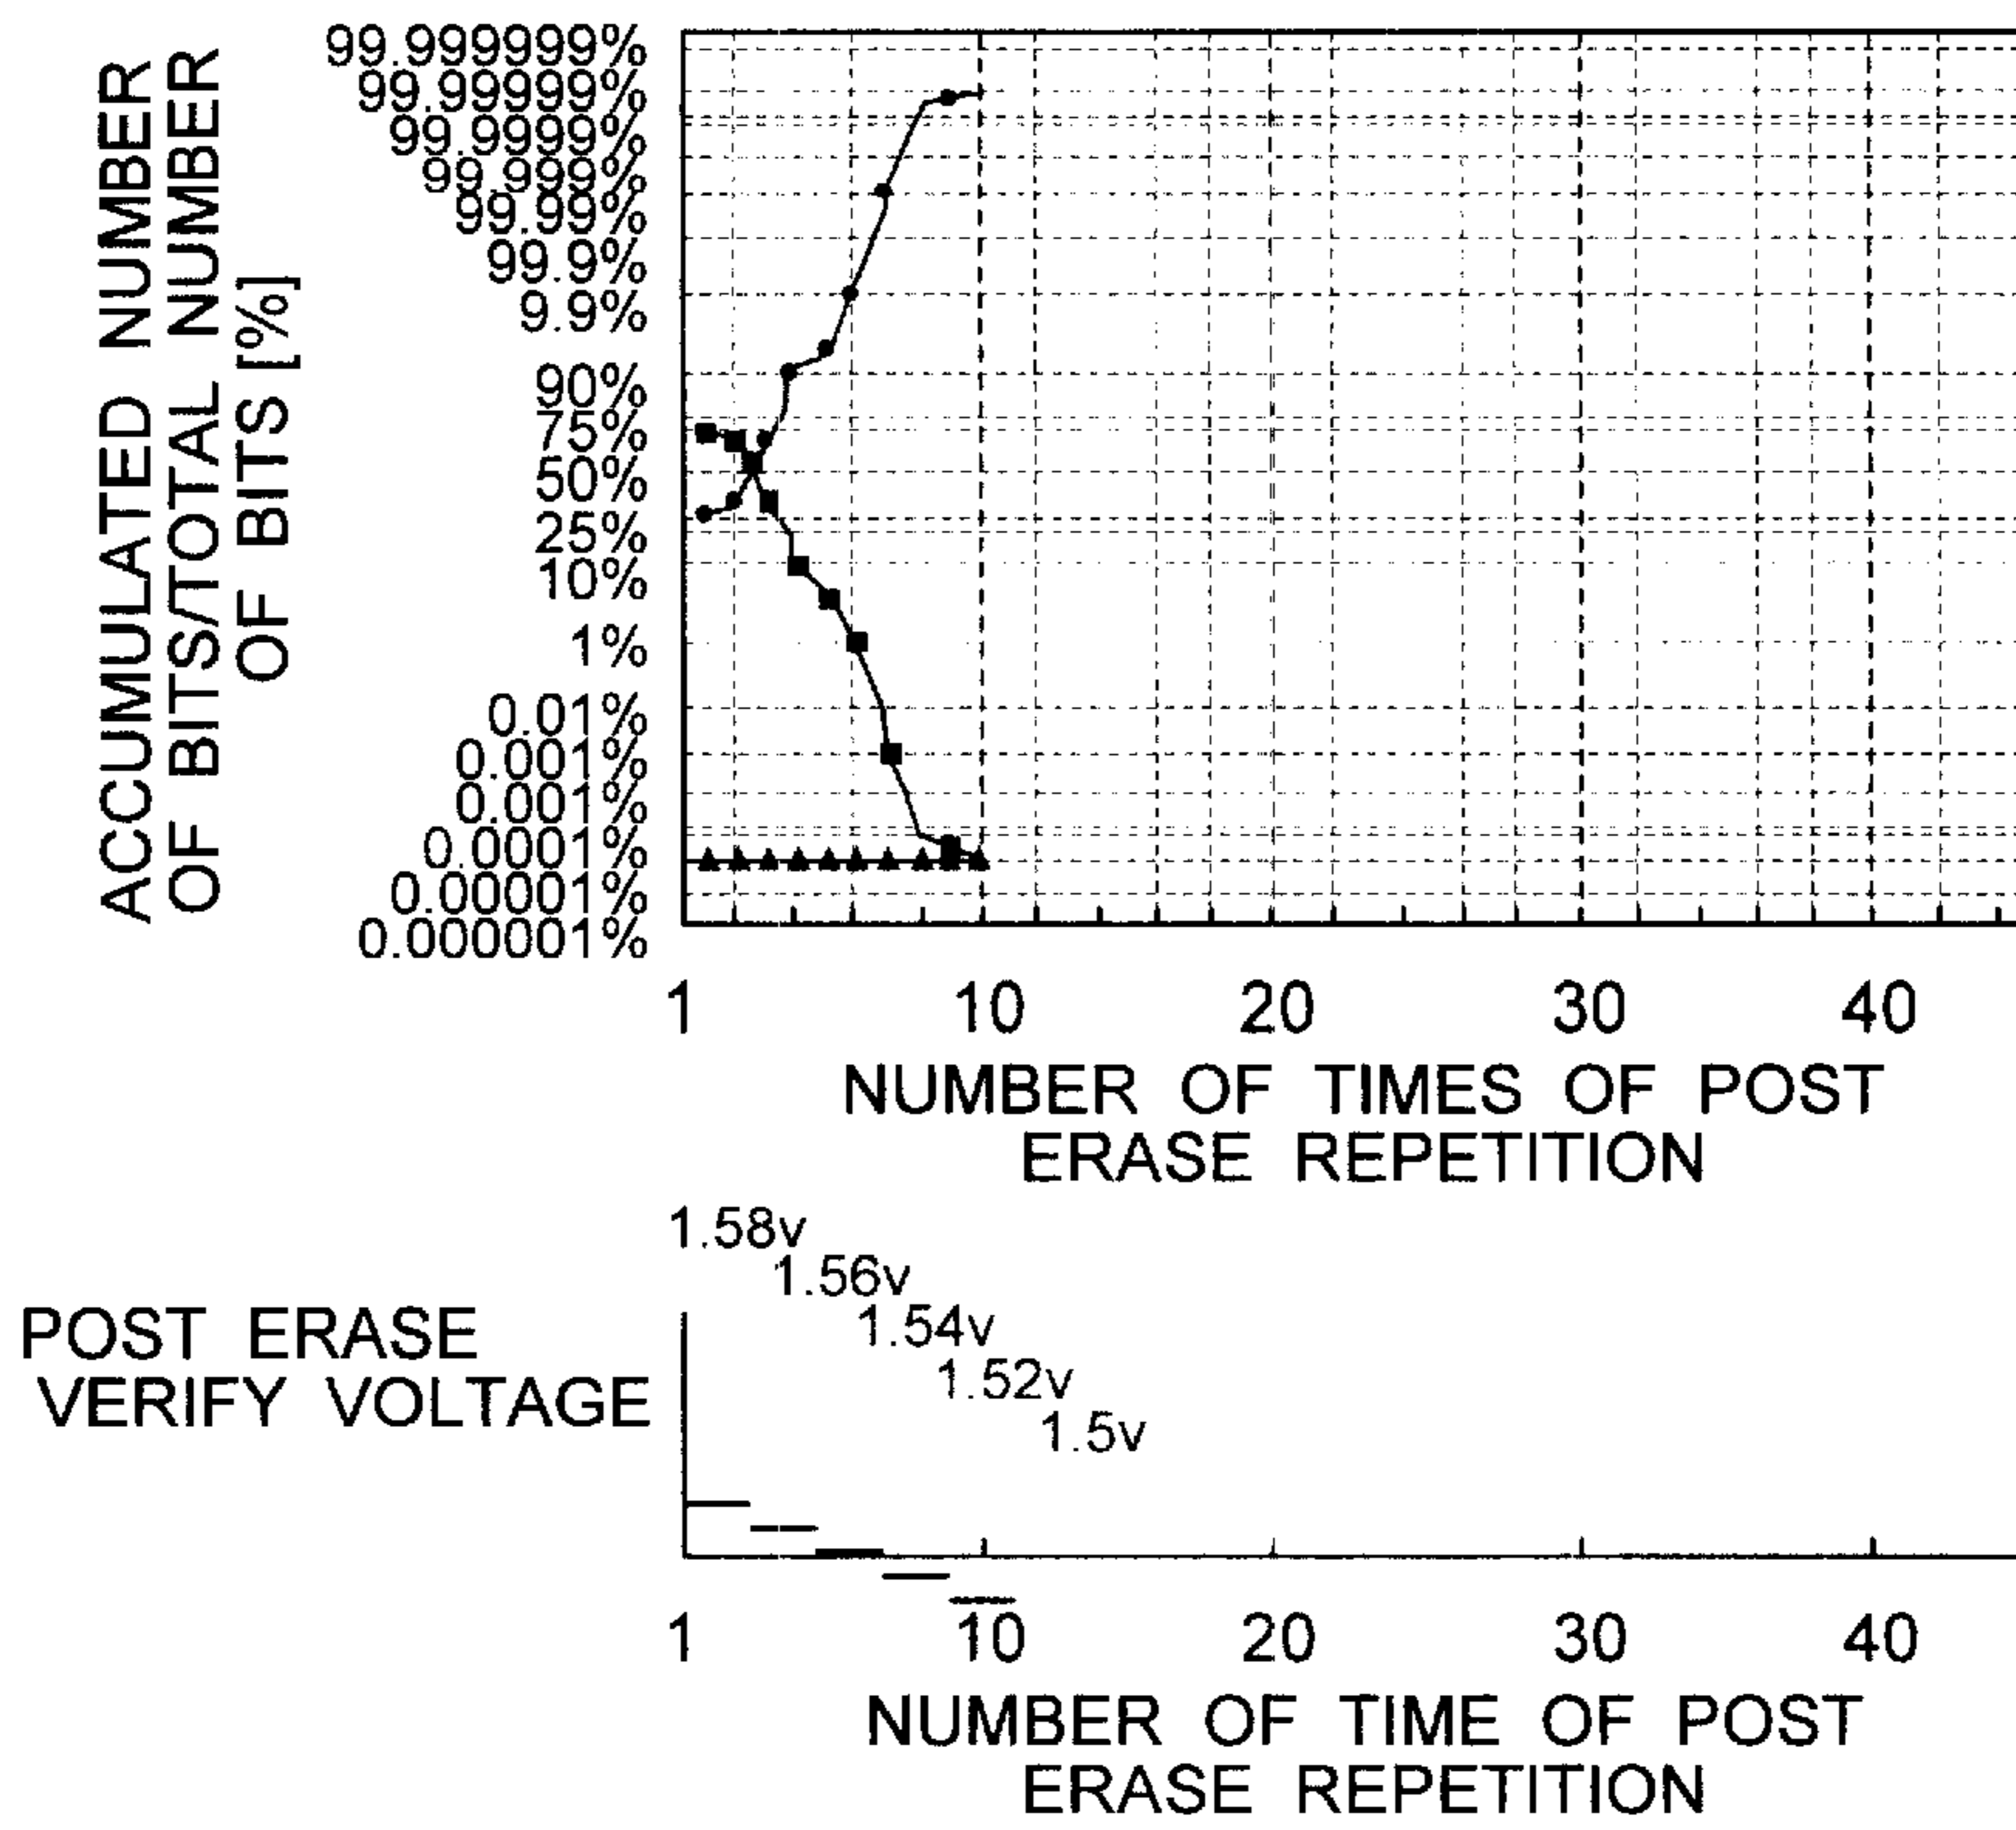 ACCUMULATED NUMBER
OF BITS/TOTAL NUMBER
OF BITS [%]
99.999999%
99.99999%
99.9999%
99.999%
99.99%
99.9%
9.9%
90%
75%
50%
25%
10%
1%
0.01%
0.001%
0.001%
0.0001%
0.00001%
0.000001%
1 10 20 30 40
NUMBER OF TIMES OF POST
ERASE REPETITION
1.58v
1.56v
1.54v
1.52v
1.5v
POST ERASE
VERIFY VOLTAGE
1 10 20 30 40
NUMBER OF TIME OF POST
ERASE REPETITION